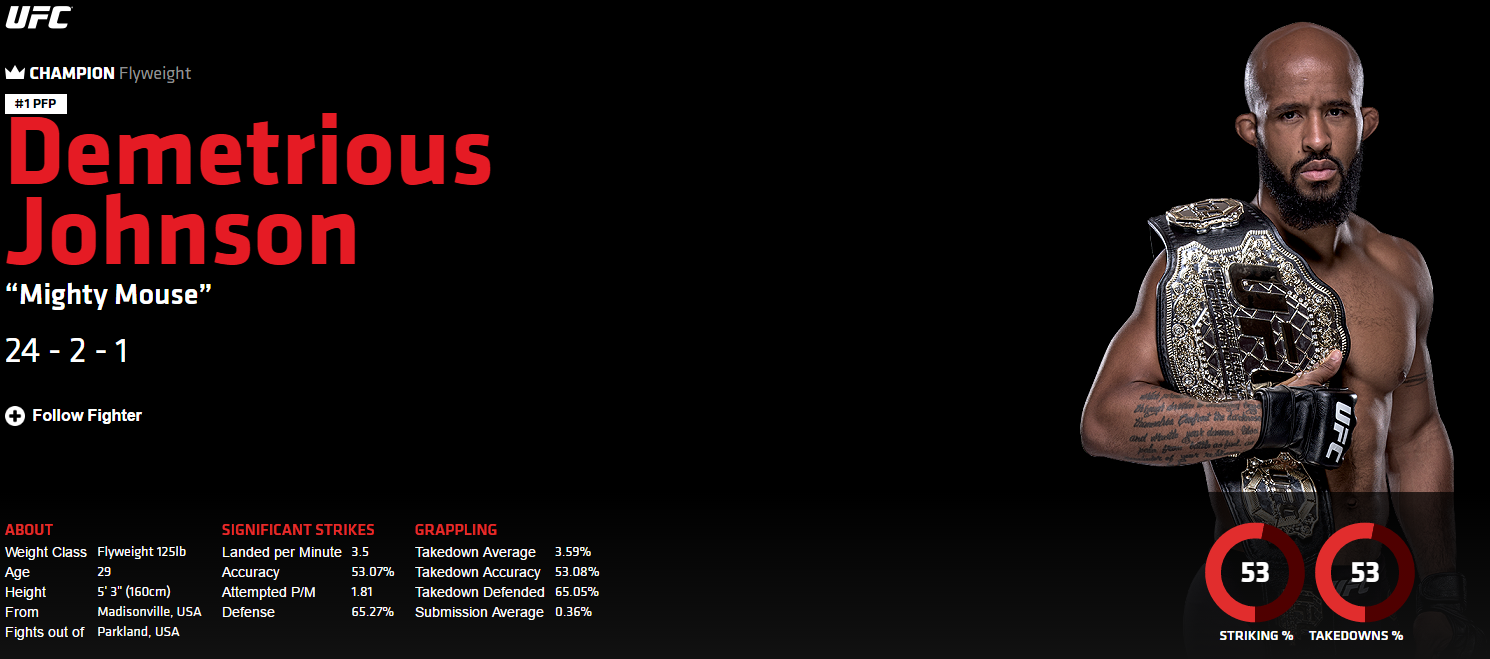 UFC
CHAMPION Flyweight
#1 PFP
Demetrious
Johnson
“Mighty Mouse”
24 - 2 - 1
Follow Fighter
UFC
UFC
ABOUT
Weight Class Flyweight 125lb
Age 29
Height 5' 3" (160cm)
From Madisonville, USA
Fights out of Parkland, USA
SIGNIFICANT STRIKES
Landed per Minute 3.5
Accuracy 53.07%
Attempted P/M 1.81
Defense 65.27%
GRAPPLING
Takedown Average 3.59%
Takedown Accuracy 53.08%
Takedown Defended 65.05%
Submission Average 0.36%
53
STRIKING %
53
TAKEDOWNS %